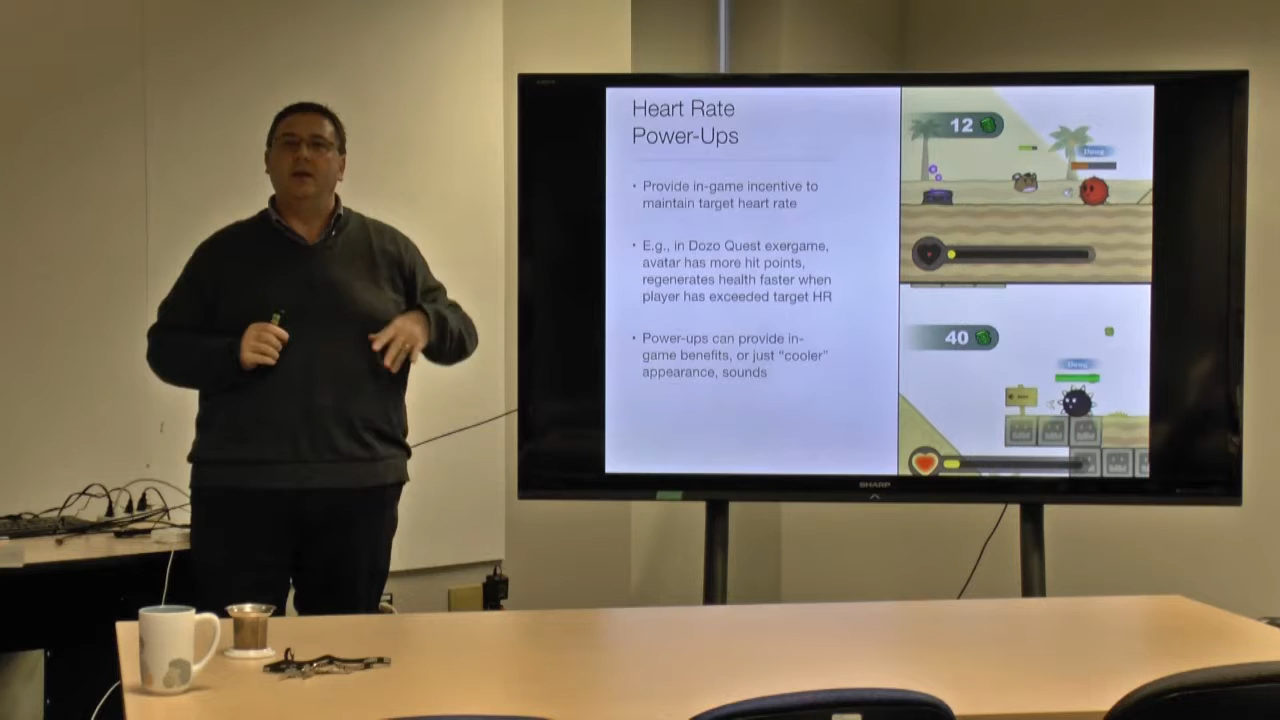 Heart Rate
Power-Ups
• Provide in-game incentive to
maintain target heart rate
• E.g., in Dozo Quest exergame,
avatar has more hit points,
regenerates health faster when
player has exceeded target HR
• Power-ups can provide in-
game benefits, or just “cooler”
appearance, sounds
12
Doug
40
Doug
SHARP